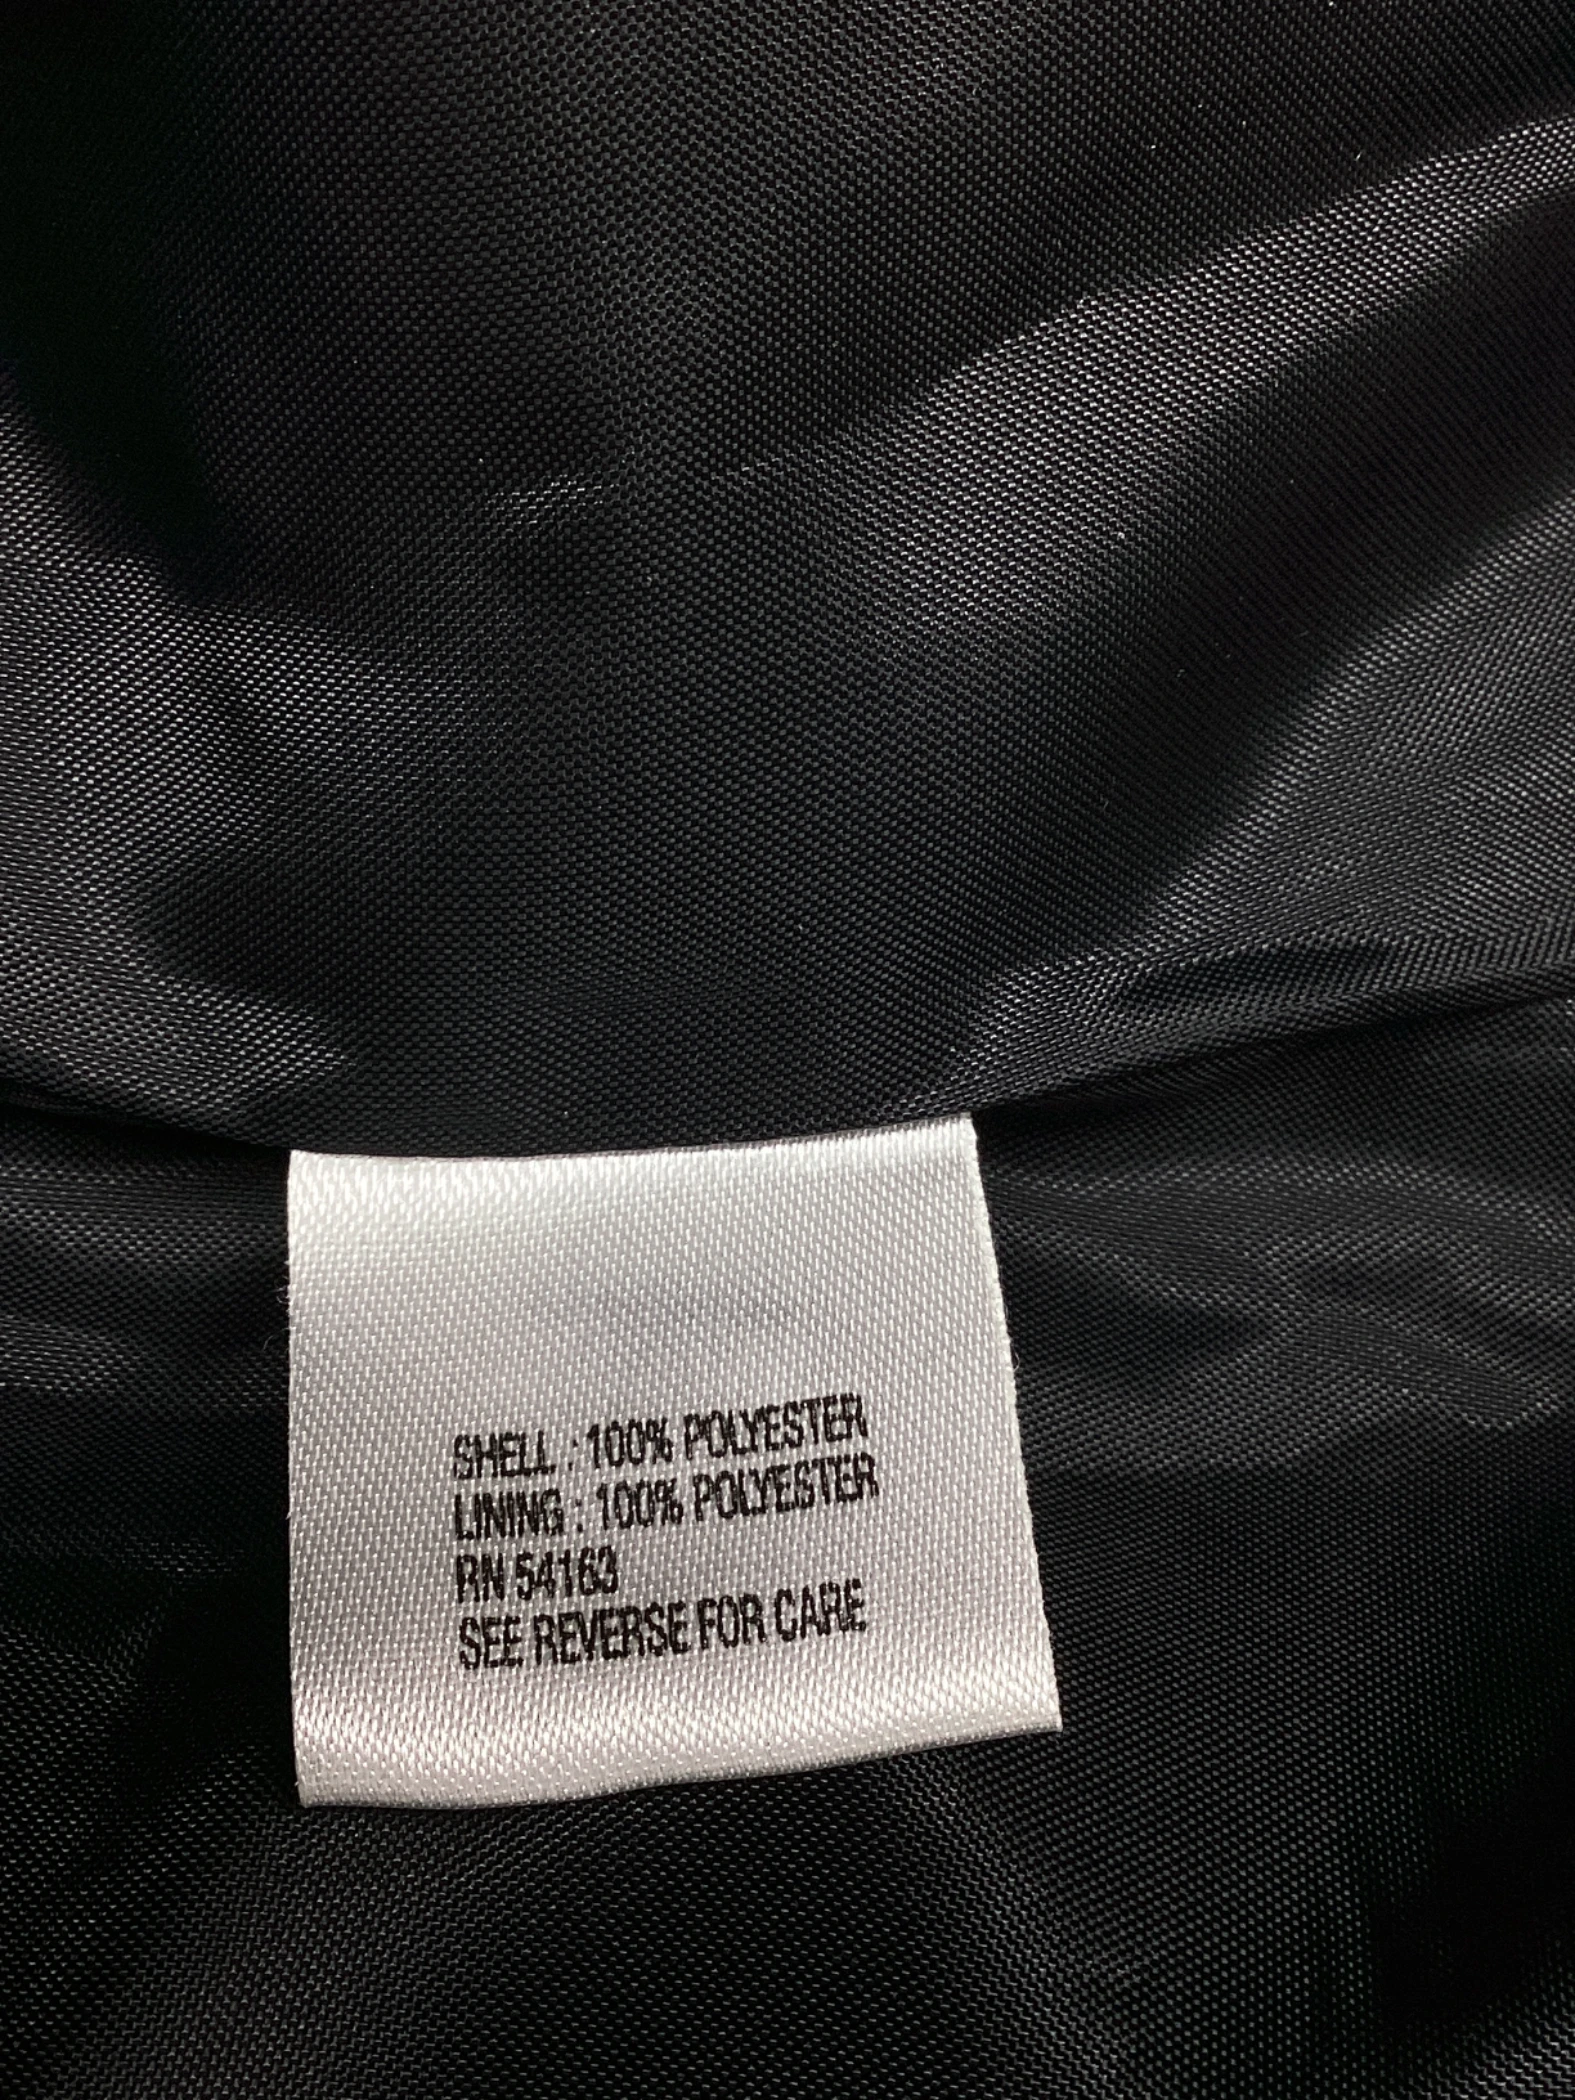 SHELL : 100% POLYESTER
LINING : 100% POLYESTER
RN 54163
SEE REVERSE FOR CARE